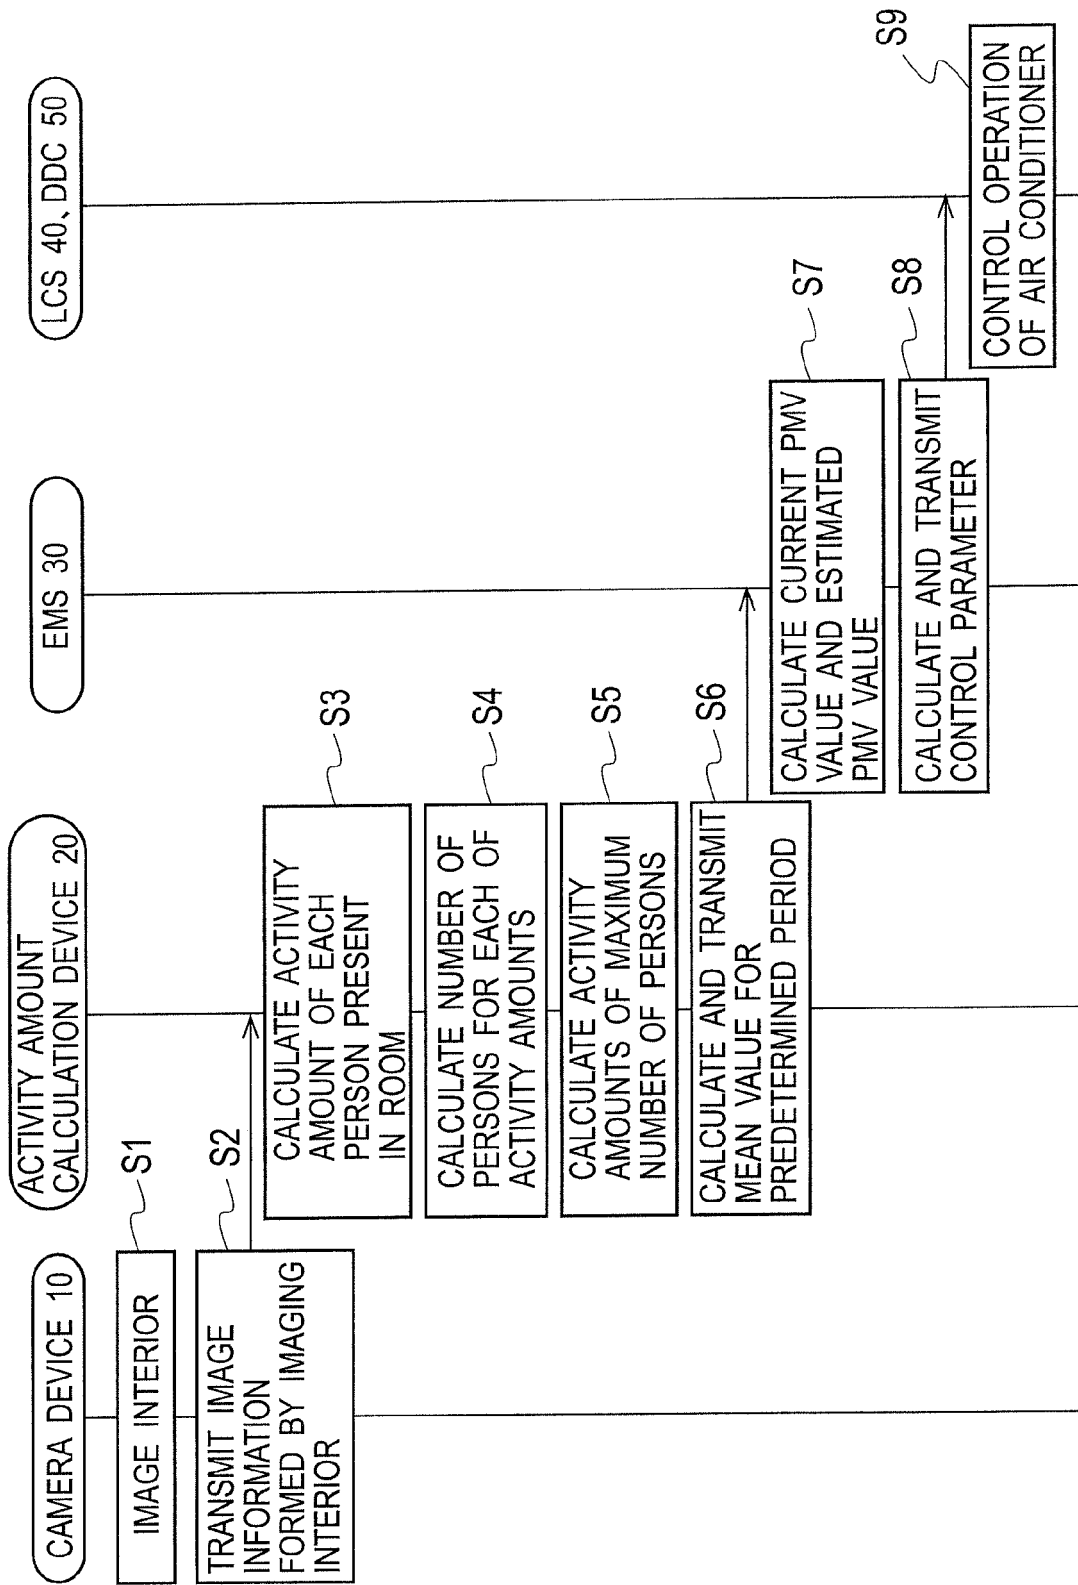 CAMERA DEVICE 10
ACTIVITY AMOUNT
CALCULATION DEVICE 20
EMS 30
LCS 40、DDC 50
IMAGE INTERIOR
S1
TRANSMIT IMAGE
INFORMATION
FORMED BY IMAGING
INTERIOR
S2
CALCULATE ACTIVITY
AMOUNT OF EACH
PERSON PRESENT
IN ROOM
S3
CALCULATE NUMBER OF
PERSONS FOR EACH OF
ACTIVITY AMOUNTS
S4
CALCULATE ACTIVITY
AMOUNTS OF MAXIMUM
NUMBER OF PERSONS
S5
CALCULATE AND TRANSMIT
MEAN VALUE FOR
PREDETERMINED PERIOD
S6
CALCULATE CURRENT PMV
VALUE AND ESTIMATED
PMV VALUE
S7
CALCULATE AND TRANSMIT
CONTROL PARAMETER
S8
CONTROL OPERATION
OF AIR CONDITIONER
S9